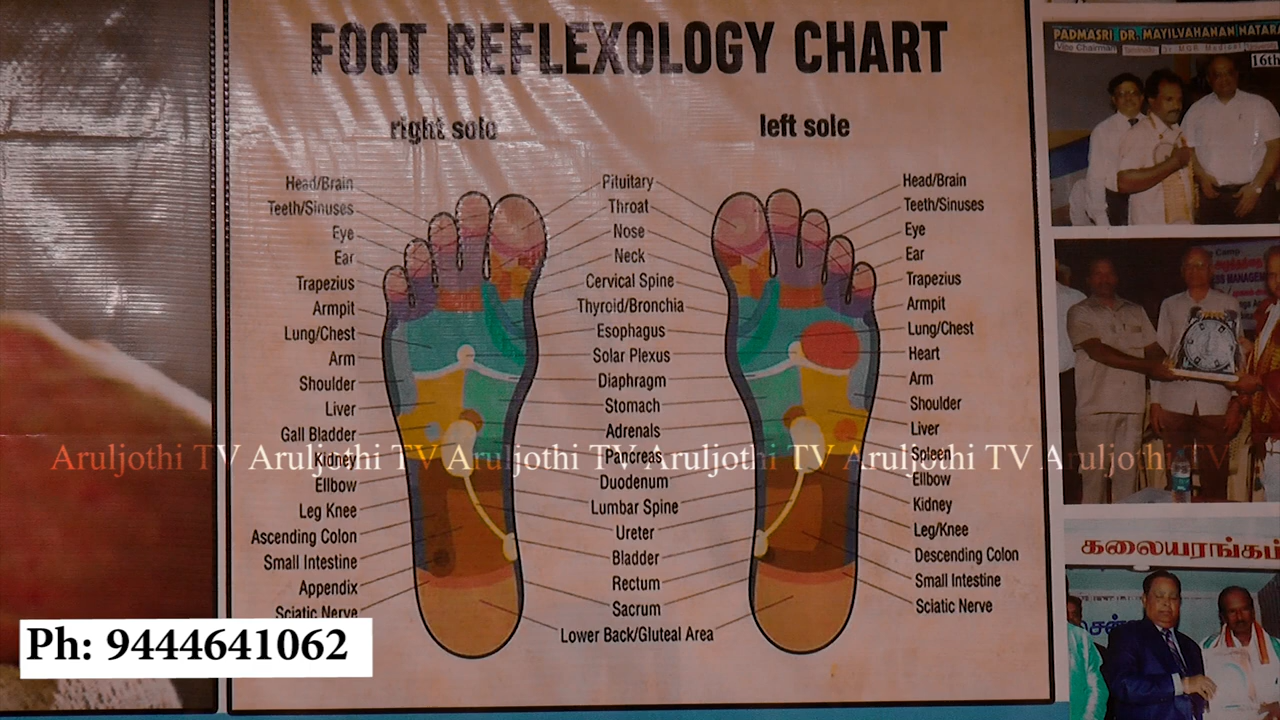 FOOT REFLEXOLOGY CHART
right sole
left sole
Head/Brain
Teeth/Sinuses
Eye
Ear
Trapezius
Armpit
Lung/Chest
Arm
Shoulder
Liver
Gall Bladder
Kidney
Ellbow
Leg Knee
Ascending Colon
Small Intestine
Appendix
Sciatic Nerve
Pituitary
Throat
Nose
Neck
Cervical Spine
Thyroid/Bronchia
Esophagus
Solar Plexus
Diaphragm
Stomach
Adrenals
Pancreas
Duodenum
Lumbar Spine
Ureter
Bladder
Rectum
Sacrum
Lower Back/Gluteal Area
Head/Brain
Teeth/Sinuses
Eye
Ear
Trapezius
Armpit
Lung/Chest
Heart
Arm
Shoulder
Liver
Spleen
Ellbow
Kidney
Leg/Knee
Descending Colon
Small Intestine
Sciatic Nerve
Aruljothi TV Aruljothi TV Aruljothi TV Aruljothi TV Aruljothi TV Aruljothi TV
Ph: 9444641062
PADMASRI DR. MAYILVAHANAN NATARA
Vice Chairman
16th
Camp
கலையரங்கம்